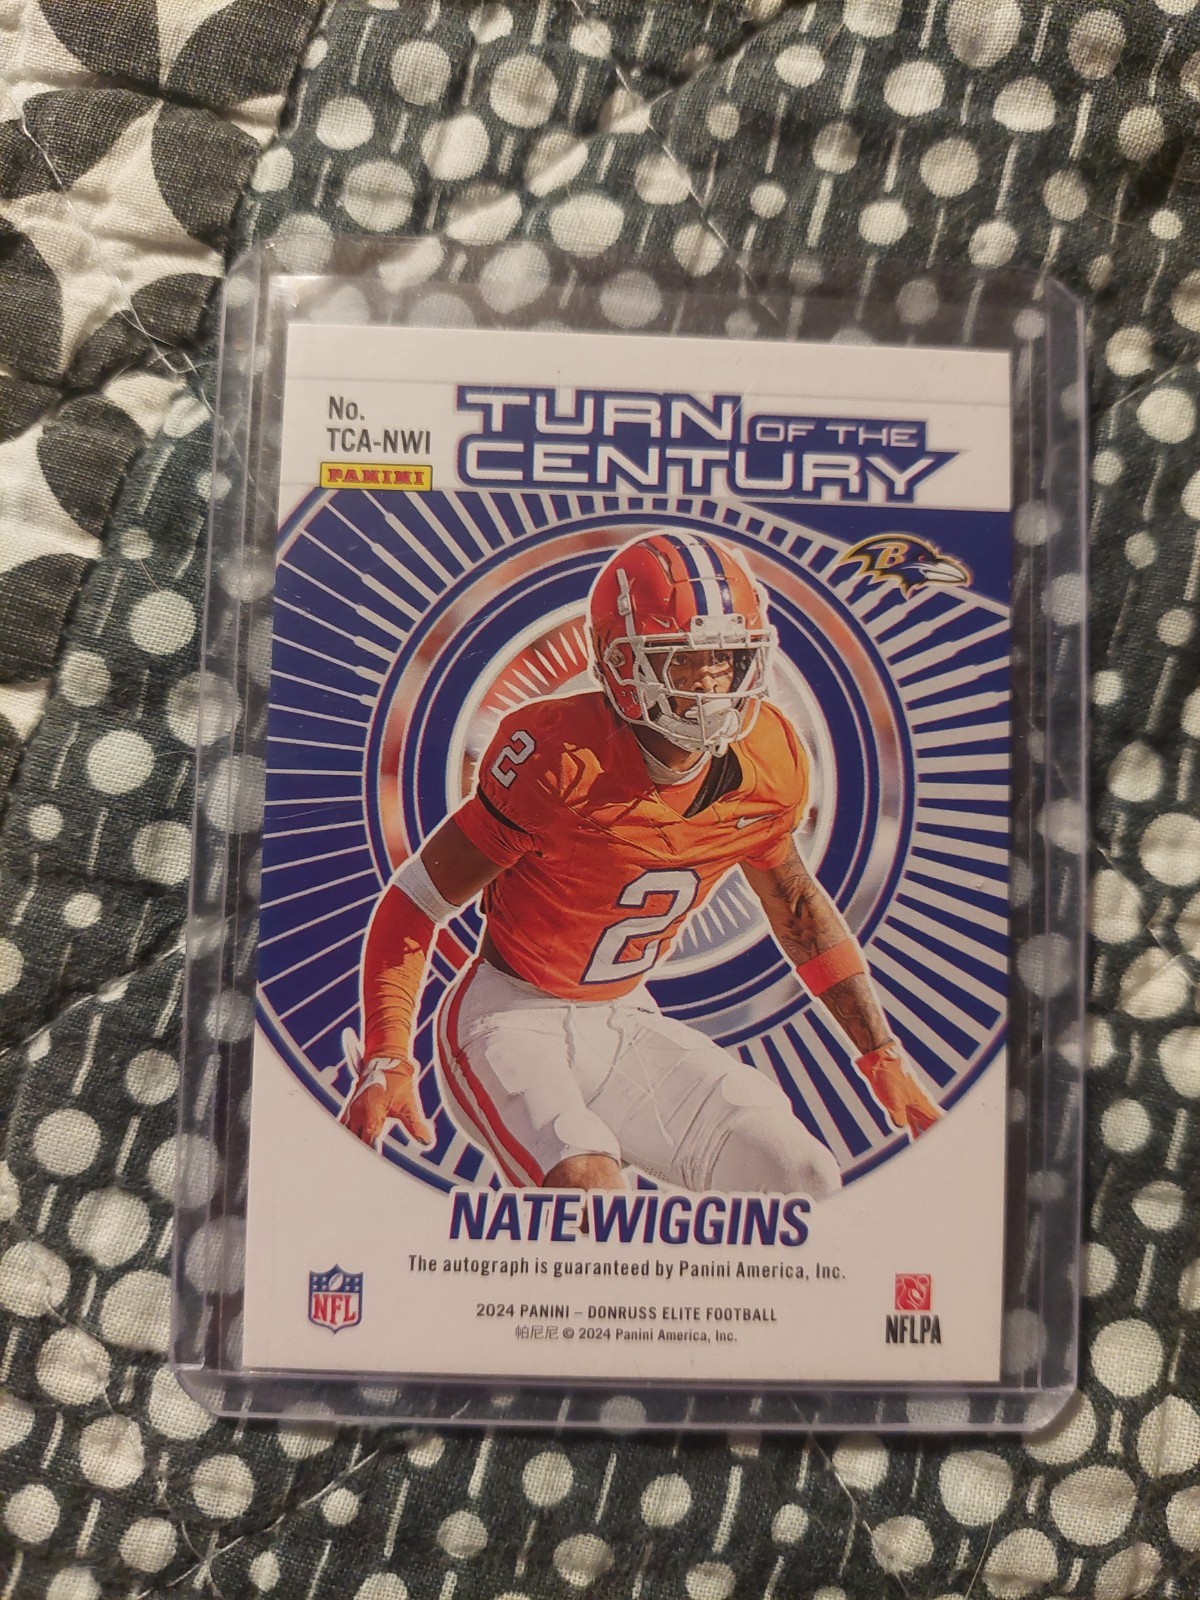 No.
TCA-NWI
PANINI
TURN OF THE
CENTURY
B
2
2
NATE WIGGINS
The autograph is guaranteed by Panini America, Inc.
NFL
2024 PANINI – DONRUSS ELITE FOOTBALL
帕尼尼 © 2024 Panini America, Inc.
NFLPA